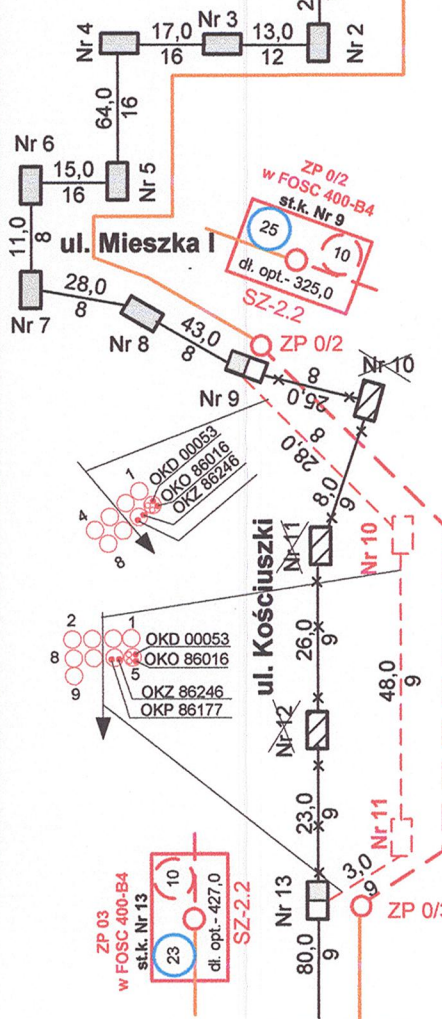 2
Nr 4
17,0
16
Nr 3
13,0
12
Nr 2
64,0
16
Nr 6
15,0
16
Nr 5
11,0
8
ul. Mieszka I
Nr 7
28,0
8
Nr 8
43,0
8
ZP 0/2
w FOSC 400-B4
st.k. Nr 9
25
10
dł. opt.- 325,0
SZ-2.2
ZP 0/2
Nr 9
25,0
8
Nr 10
28,0
8
8,0
9
1
4
8
OKD 00053
OKO 86016
OKZ 86246
Nr 11
Nr 10
ul. Kościuszki
2
1
8
5
9
OKD 00053
OKO 86016
OKZ 86246
OKP 86177
26,0
9
48,0
9
Nr 12
23,0
9
Nr 11
3,0
9
Nr 13
ZP 0/3
80,0
9
ZP 03
w FOSC 400-B4
st.k. Nr 13
10
23
dł. opt.- 427,0
SZ-2.2